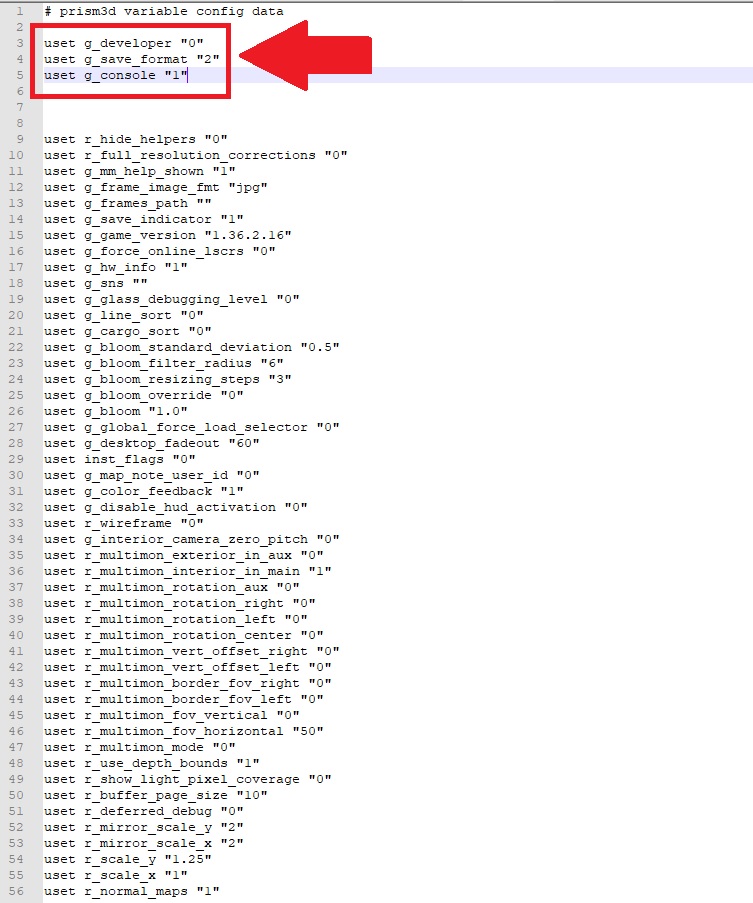 1 # prism3d variable config data
2
3 uset g_developer "0"
4 uset g_save_format "2"
5 uset g_console "1"
6
7
8
9 uset r_hide_helpers "0"
10 uset r_full_resolution_corrections "0"
11 uset g_mm_help_shown "1"
12 uset g_frame_image_fmt "jpg"
13 uset g_frames_path ""
14 uset g_save_indicator "1"
15 uset g_game_version "1.36.2.16"
16 uset g_force_online_lscrs "0"
17 uset g_hw_info "1"
18 uset g_sns ""
19 uset g_glass_debugging_level "0"
20 uset g_line_sort "0"
21 uset g_cargo_sort "0"
22 uset g_bloom_standard_deviation "0.5"
23 uset g_bloom_filter_radius "6"
24 uset g_bloom_resizing_steps "3"
25 uset g_bloom_override "0"
26 uset g_bloom "1.0"
27 uset g_global_force_load_selector "0"
28 uset g_desktop_fadeout "60"
29 uset inst_flags "0"
30 uset g_map_note_user_id "0"
31 uset g_color_feedback "1"
32 uset g_disable_hud_activation "0"
33 uset r_wireframe "0"
34 uset g_interior_camera_zero_pitch "0"
35 uset r_multimon_exterior_in_aux "0"
36 uset r_multimon_interior_in_main "1"
37 uset r_multimon_rotation_aux "0"
38 uset r_multimon_rotation_right "0"
39 uset r_multimon_rotation_left "0"
40 uset r_multimon_rotation_center "0"
41 uset r_multimon_vert_offset_right "0"
42 uset r_multimon_vert_offset_left "0"
43 uset r_multimon_border_fov_right "0"
44 uset r_multimon_border_fov_left "0"
45 uset r_multimon_fov_vertical "0"
46 uset r_multimon_fov_horizontal "50"
47 uset r_multimon_mode "0"
48 uset r_use_depth_bounds "1"
49 uset r_show_light_pixel_coverage "0"
50 uset r_buffer_page_size "10"
51 uset r_deferred_debug "0"
52 uset r_mirror_scale_y "2"
53 uset r_mirror_scale_x "2"
54 uset r_scale_y "1.25"
55 uset r_scale_x "1"
56 uset r_normal_maps "1"